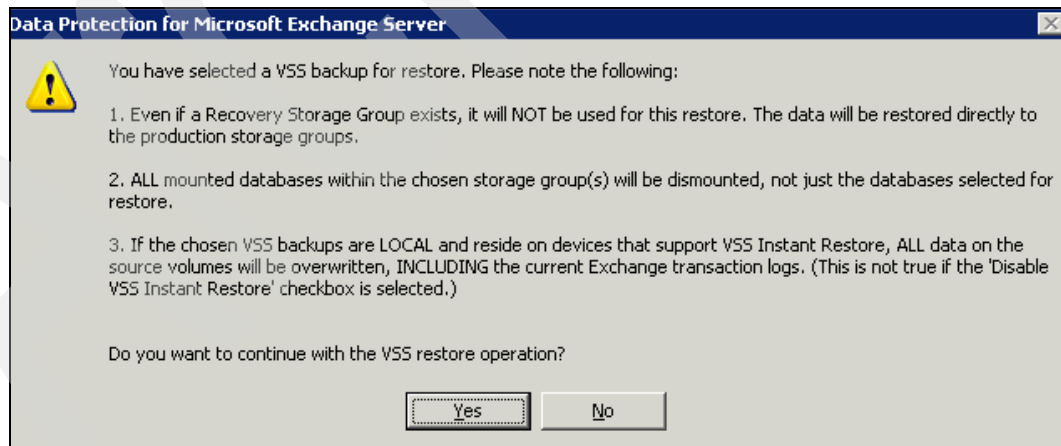 Data Protection for Microsoft Exchange Server
You have selected a VSS backup for restore. Please note the following:
1. Even if a Recovery Storage Group exists, it will NOT be used for this restore. The data will be restored directly to
the production storage groups.
2. ALL mounted databases within the chosen storage group(s) will be dismounted, not just the databases selected for
restore.
3. If the chosen VSS backups are LOCAL and reside on devices that support VSS Instant Restore, ALL data on the
source volumes will be overwritten, INCLUDING the current Exchange transaction logs. (This is not true if the 'Disable
VSS Instant Restore' checkbox is selected.)
Do you want to continue with the VSS restore operation?
Yes No